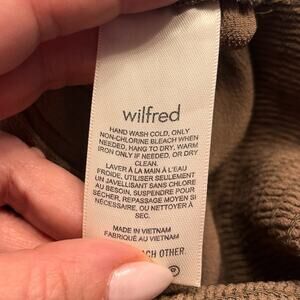 wilfred
HAND WASH COLD, ONLY
NON-CHLORINE BLEACH WHEN
NEEDED. HANG TO DRY, WARM
IRON ONLY IF NEEDED, OR DRY
CLEAN.
LAVER À LA MAIN À L'EAU
FROIDE, UTILISER SEULEMENT
UN JAVELLISANT SANS CHLORE
AU BESOIN, SUSPENDRE POUR
SÉCHER, REPASSAGE MOYEN SI
NÉCESSAIRE, OU NETTOYER À
SEC.
MADE IN VIETNAM
FABRIQUÉ AU VIETNAM
OTHER.